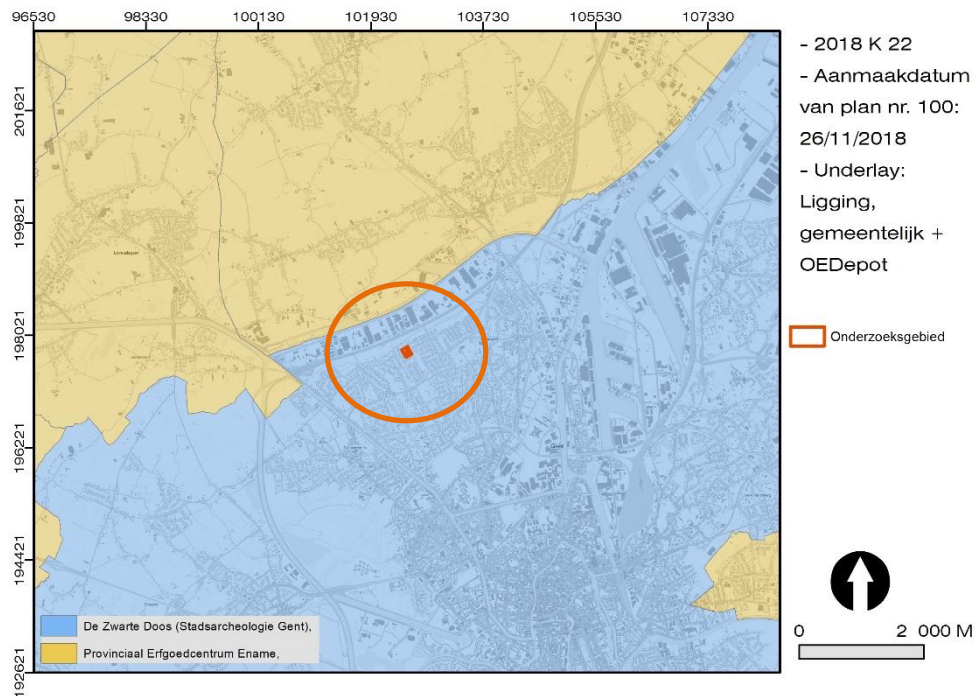 96530 98330 100130 101930 103730 105530 107330
201621
199821
198021
196221
194421
192621
De Zwarte Doos (Stadsarcheologie Gent),
Provinciaal Erfgoedcentrum Ename,
- 2018 K 22
- Aanmaakdatum
van plan nr. 100:
26/11/2018
- Underlay:
Ligging,
gemeentelijk +
OEDepot
Onderzoeksgebied
0 2 000 M